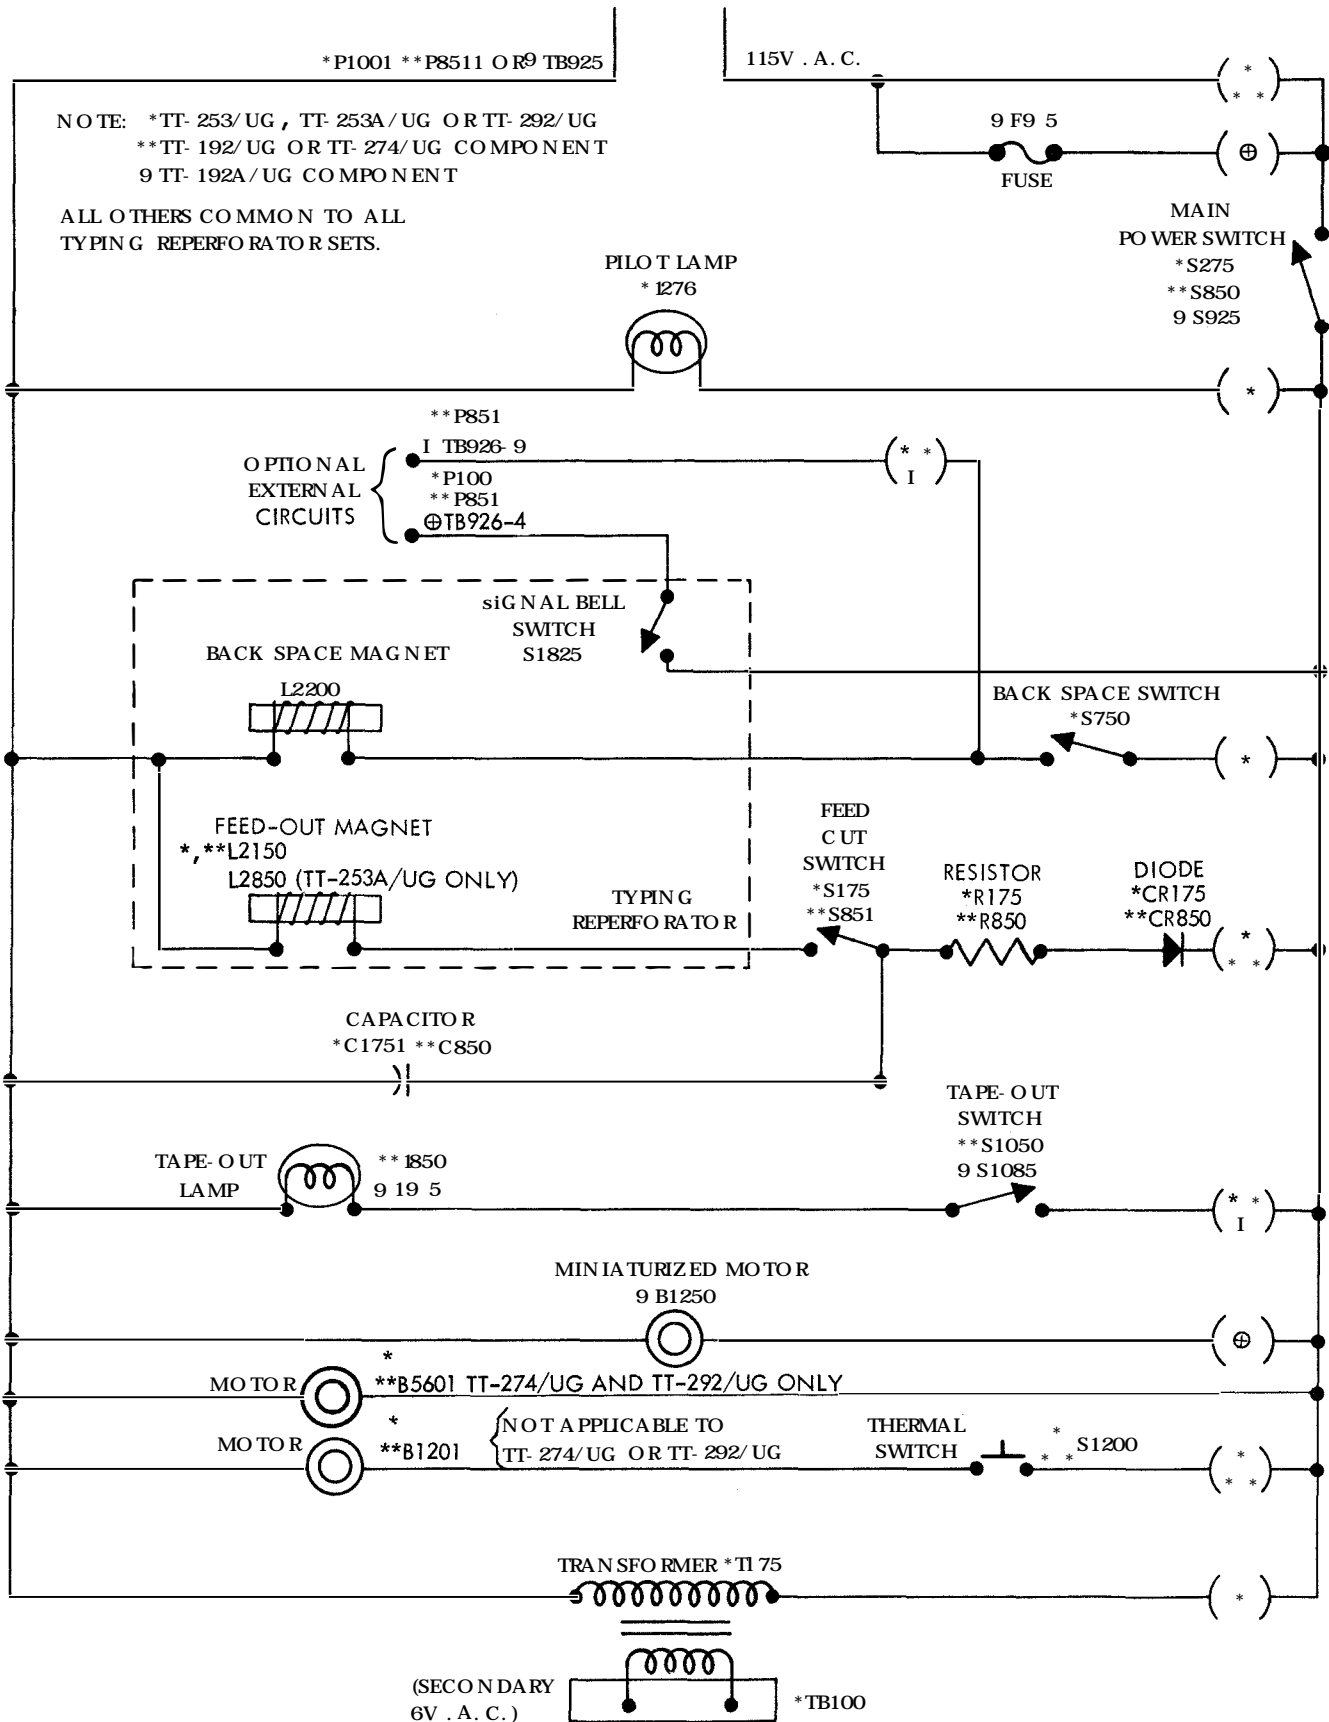 *P1001 **P8511 OR9 TB925
115V . A.C.
NOTE: *TT-253/UG, TT-253A/UG OR TT-292/UG
**TT-192/UG OR TT-274/UG COMPONENT
9 TT-192A/UG COMPONENT
ALL OTHERS COMMON TO ALL
TYPING REPERFORATOR SETS.
*
* *
9 F9 5
⊕
FUSE
MAIN
POWER SWITCH
*S275
**S850
9 S925
PILOT LAMP
*1276
*
**P851
I TB926-9
* *
I
OPTIONAL
EXTERNAL
CIRCUITS
*P100
**P851
⊕TB926-4
siGNAL BELL
SWITCH
S1825
BACK SPACE MAGNET
L2200
BACK SPACE SWITCH
*S750
*
FEED-OUT MAGNET
*,**L2150
L2850 (TT-253A/UG ONLY)
TYPING
REPERFORATOR
FEED
CUT
SWITCH
*S175
**S851
RESISTOR
*R175
**R850
DIODE
*CR175
**CR850
*
* *
CAPACITOR
*C1751 **C850
TAPE-OUT
SWITCH
**S1050
9 S1085
TAPE-OUT
LAMP
**1850
9 19 5
* *
I
MINIATURIZED MOTOR
9 B1250
⊕
MOTOR
*
**B5601 TT-274/UG AND TT-292/UG ONLY
MOTOR
*
**B1201
NOT APPLICABLE TO
TT-274/UG OR TT-292/UG
THERMAL
SWITCH
*
* * S1200
*
* *
TRANSFORMER *T175
*
(SECONDARY
6V . A.C.)
*TB100